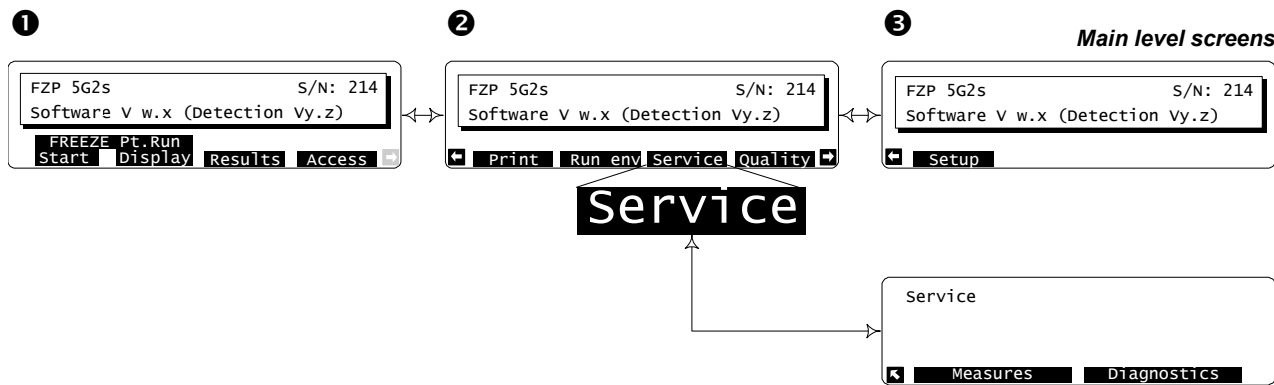 ❶ ❷ ❸
Main level screens
FZP 5G2s S/N: 214
Software V w.x (Detection Vy.z)
FREEZE Pt.Run
Start Display Results Access
FZP 5G2s S/N: 214
Software V w.x (Detection Vy.z)
Print Run env Service Quality
FZP 5G2s S/N: 214
Software V w.x (Detection Vy.z)
Setup
Service
Service
Measures Diagnostics